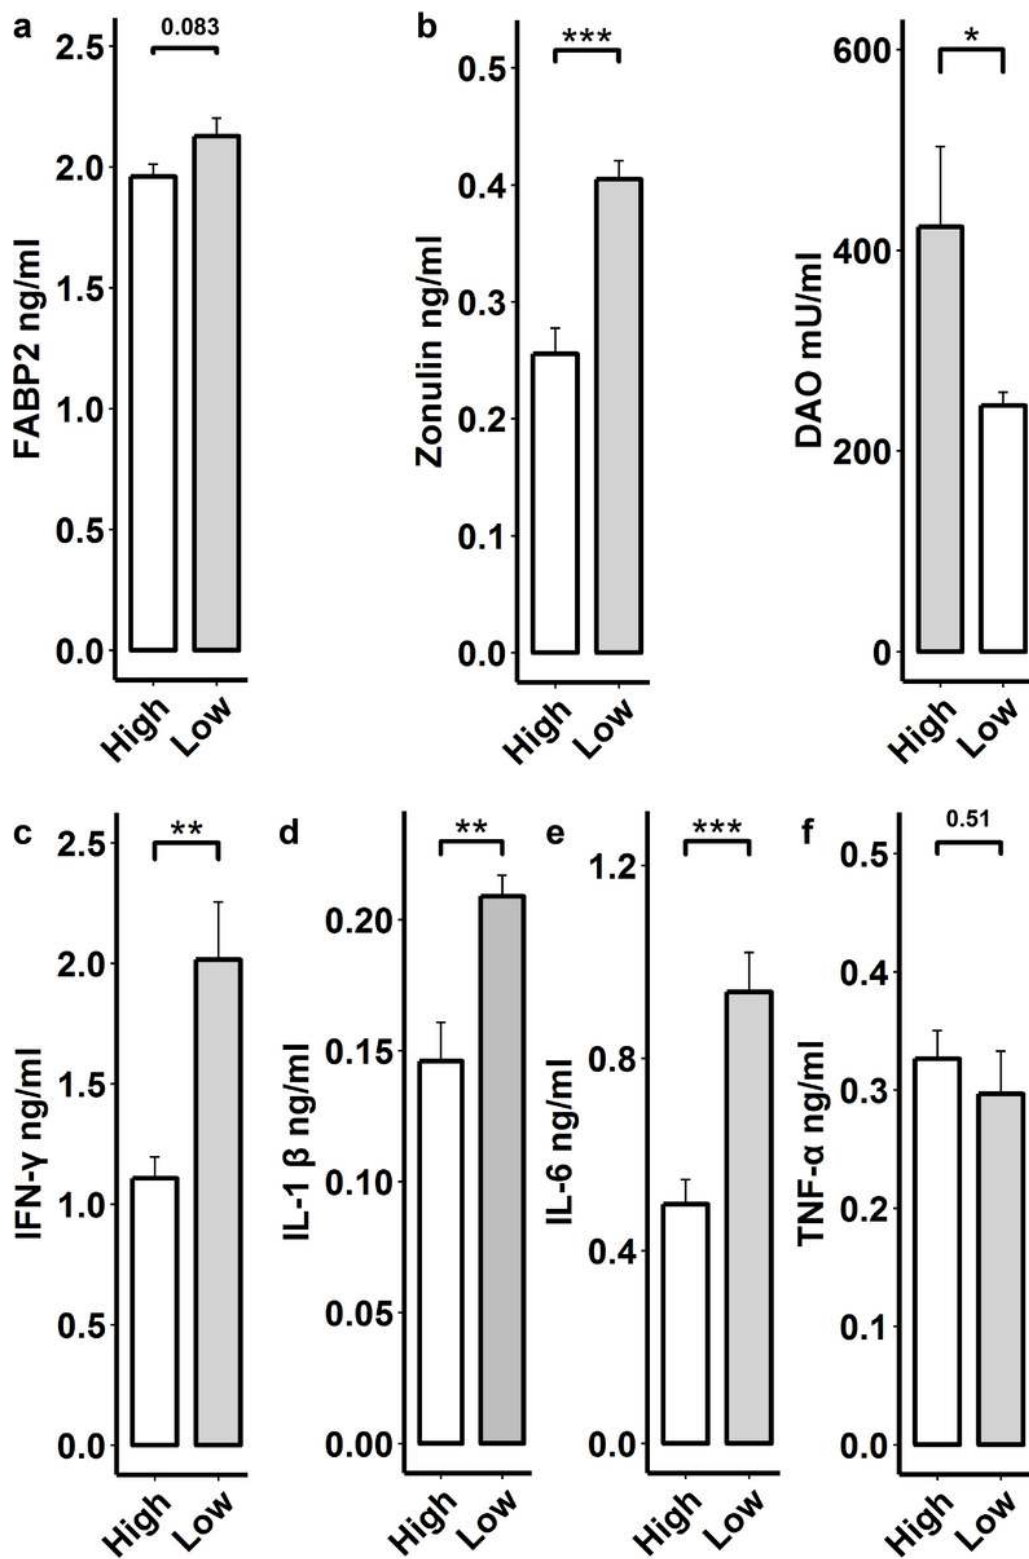 a
0.083
FABP2 ng/ml
2.5
2.0
1.5
1.0
0.5
0.0
High
Low
b
***
Zonulin ng/ml
0.5
0.4
0.3
0.2
0.1
0.0
High
Low
*
DAO mU/ml
600
400
200
0
High
Low
c
**
IFN-γ ng/ml
2.5
2.0
1.5
1.0
0.5
0.0
High
Low
d
**
IL-1 β ng/ml
0.20
0.15
0.10
0.05
0.00
High
Low
e
***
IL-6 ng/ml
1.2
0.8
0.4
0.0
High
Low
f
0.51
TNF-α ng/ml
0.5
0.4
0.3
0.2
0.1
0.0
High
Low